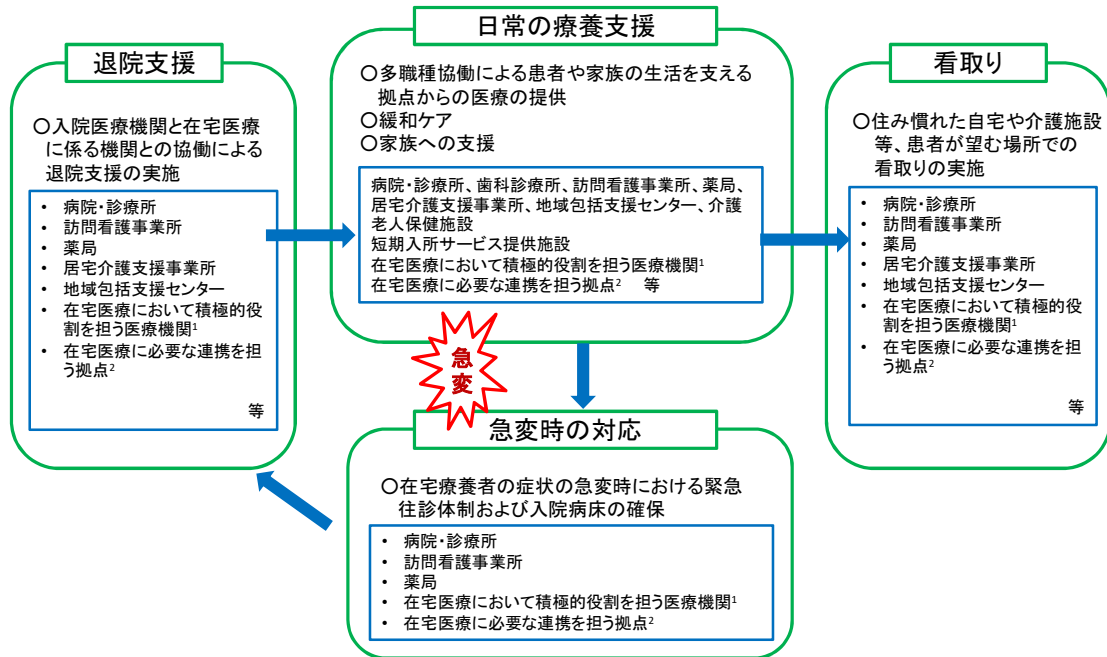 退院支援
○入院医療機関と在宅医療
に係る機関との協働による
退院支援の実施
• 病院・診療所
• 訪問看護事業所
• 薬局
• 居宅介護支援事業所
• 地域包括支援センター
• 在宅医療において積極的役
割を担う医療機関1
• 在宅医療に必要な連携を担
う拠点2
等
日常の療養支援
○多職種協働による患者や家族の生活を支える
拠点からの医療の提供
○緩和ケア
○家族への支援
病院・診療所、歯科診療所、訪問看護事業所、薬局、
居宅介護支援事業所、地域包括支援センター、介護
老人保健施設
短期入所サービス提供施設
在宅医療において積極的役割を担う医療機関1
在宅医療に必要な連携を担う拠点2 等
急
変
急変時の対応
○在宅療養者の症状の急変時における緊急
往診体制および入院病床の確保
• 病院・診療所
• 訪問看護事業所
• 薬局
• 在宅医療において積極的役割を担う医療機関1
• 在宅医療に必要な連携を担う拠点2
看取り
○住み慣れた自宅や介護施設
等、患者が望む場所での
看取りの実施
• 病院・診療所
• 訪問看護事業所
• 薬局
• 居宅介護支援事業所
• 地域包括支援センター
• 在宅医療において積極的役
割を担う医療機関1
• 在宅医療に必要な連携を担
う拠点2
等